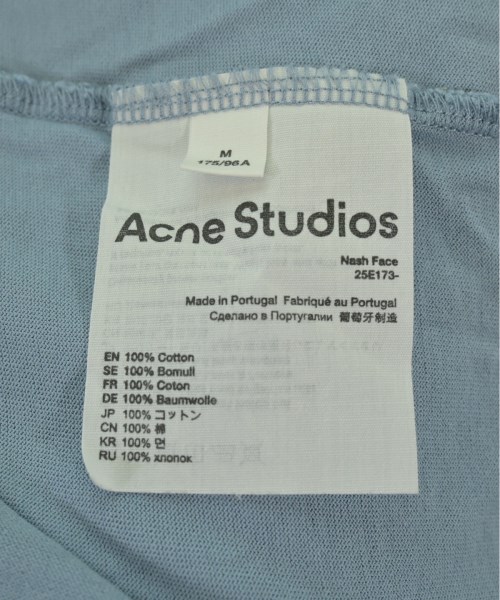 M
175/96A
Acne Studios
Nash Face
25E173-
Made in Portugal Fabriqué au Portugal
Сделано в Португалии 葡萄牙制造
EN 100% Cotton
SE 100% Bomull
FR 100% Coton
DE 100% Baumwolle
JP 100% コットン
CN 100% 棉
KR 100% 면
RU 100% хлопок